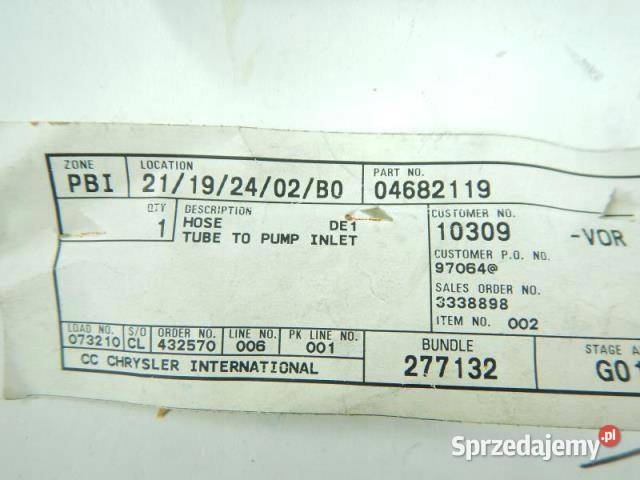 ZONE LOCATION PART NO.
PBI 21/19/24/02/B0 04682119
QTY DESCRIPTION CUSTOMER NO.
1 HOSE DE1 10309 -VOR
TUBE TO PUMP INLET
CUSTOMER P.O. NO.
97064@
SALES ORDER NO.
3338898
ITEM NO. 002
LOAD NO. S/O ORDER NO. LINE NO. PK LINE NO. BUNDLE STAGE
073210 CL 432570 006 001 277132
CC CHRYSLER INTERNATIONAL
Sprzedajemy.pl